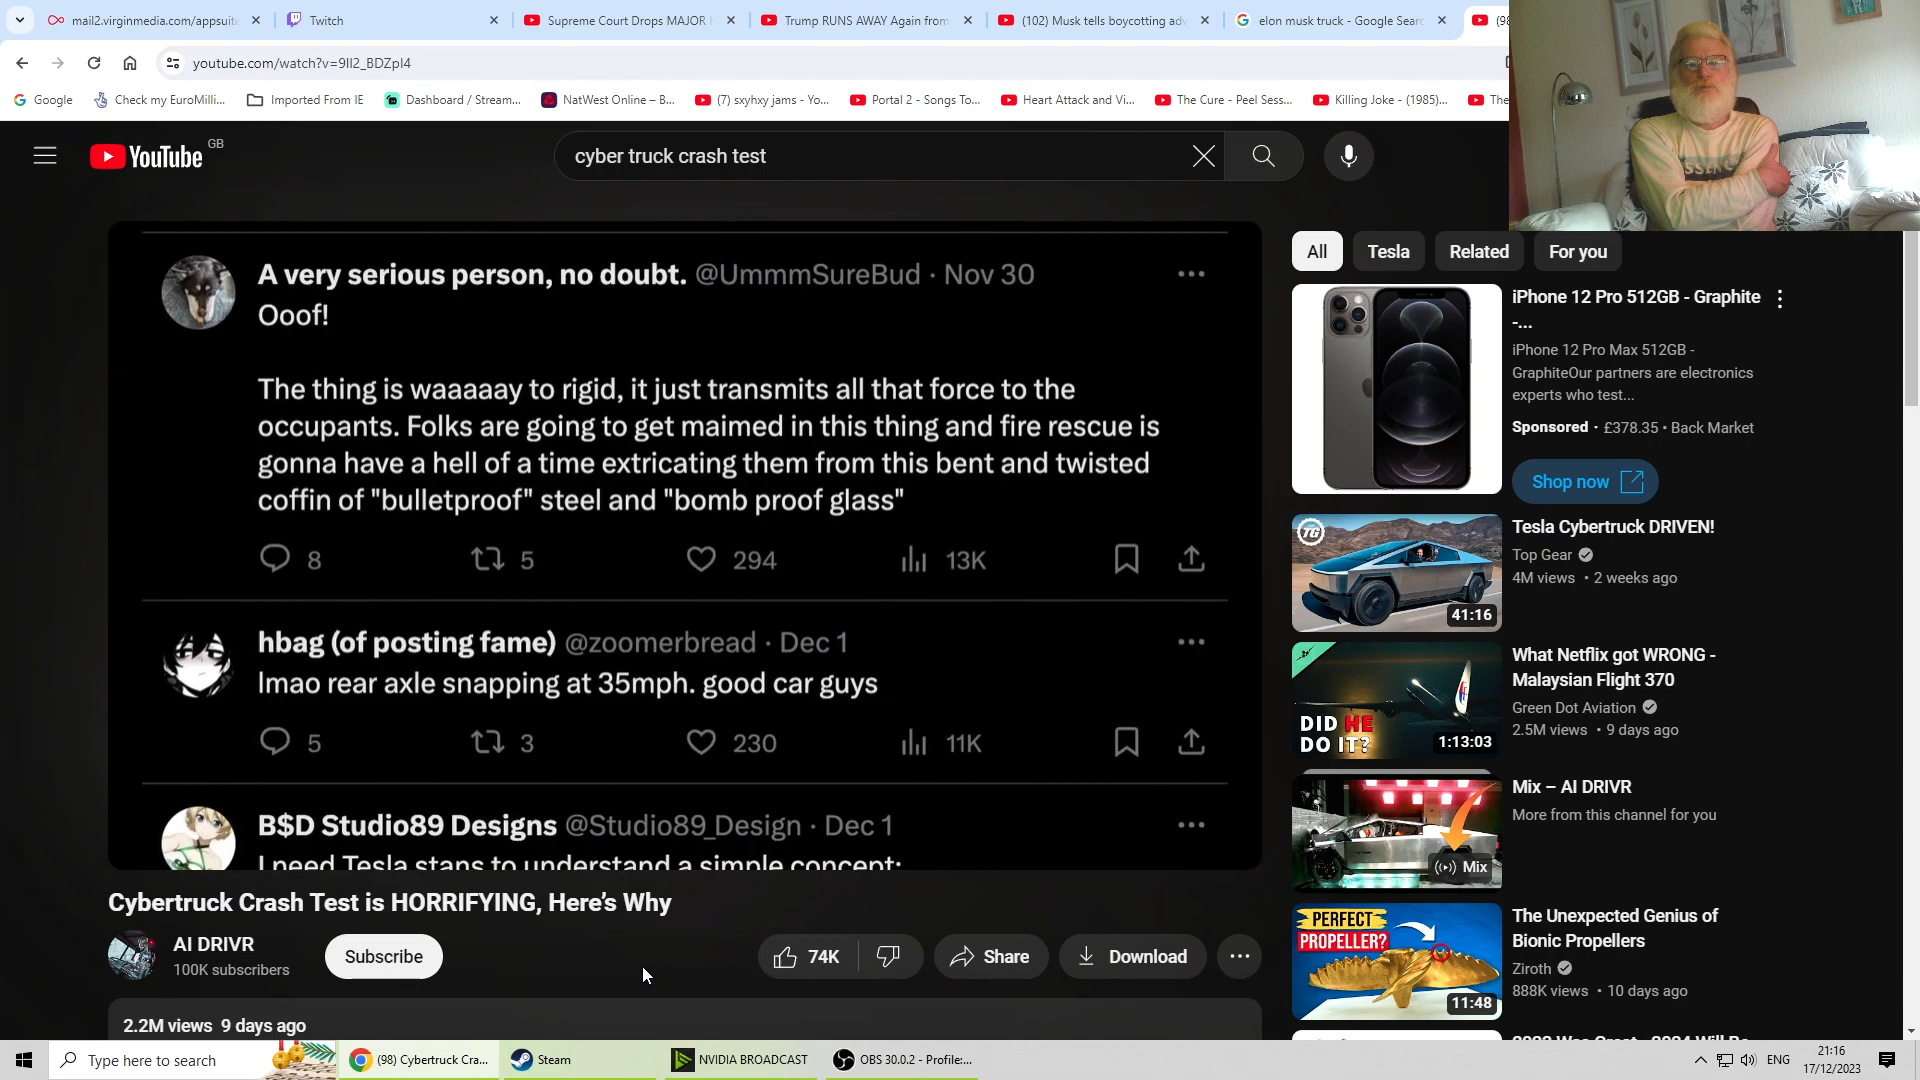 mail2.virginmedia.com/appsuite
Twitch
Supreme Court Drops MAJOR
Trump RUNS AWAY Again from
(102) Musk tells boycotting adv
elon musk truck - Google Searc
youtube.com/watch?v=9II2_BDZpI4
Google
Check my EuroMilli...
Imported From IE
Dashboard / Stream...
NatWest Online – B...
(7) sxyhxy jams - Yo...
Portal 2 - Songs To...
Heart Attack and Vi...
The Cure - Peel Sess...
Killing Joke - (1985)...
The
YouTube GB
cyber truck crash test
All
Tesla
Related
For you
A very serious person, no doubt. @UmmmSureBud · Nov 30
Ooof!
The thing is waaaaay to rigid, it just transmits all that force to the
occupants. Folks are going to get maimed in this thing and fire rescue is
gonna have a hell of a time extricating them from this bent and twisted
coffin of "bulletproof" steel and "bomb proof glass"
8 5 294 13K
hbag (of posting fame) @zoomerbread · Dec 1
lmao rear axle snapping at 35mph. good car guys
5 3 230 11K
B$D Studio89 Designs @Studio89_Design · Dec 1
I need Tesla stans to understand a simple concept:
Cybertruck Crash Test is HORRIFYING, Here's Why
AI DRIVR
100K subscribers
Subscribe
74K
Share
Download
2.2M views 9 days ago
iPhone 12 Pro 512GB - Graphite
-...
iPhone 12 Pro Max 512GB -
GraphiteOur partners are electronics
experts who test...
Sponsored · £378.35 · Back Market
Shop now
TG
41:16
Tesla Cybertruck DRIVEN!
Top Gear
4M views • 2 weeks ago
DID HE
DO IT?
1:13:03
What Netflix got WRONG -
Malaysian Flight 370
Green Dot Aviation
2.5M views • 9 days ago
Mix
Mix – AI DRIVR
More from this channel for you
PERFECT
PROPELLER?
11:48
The Unexpected Genius of
Bionic Propellers
Ziroth
888K views • 10 days ago
Type here to search
(98) Cybertruck Cra...
Steam
NVIDIA BROADCAST
OBS 30.0.2 - Profile:...
ENG
21:16
17/12/2023